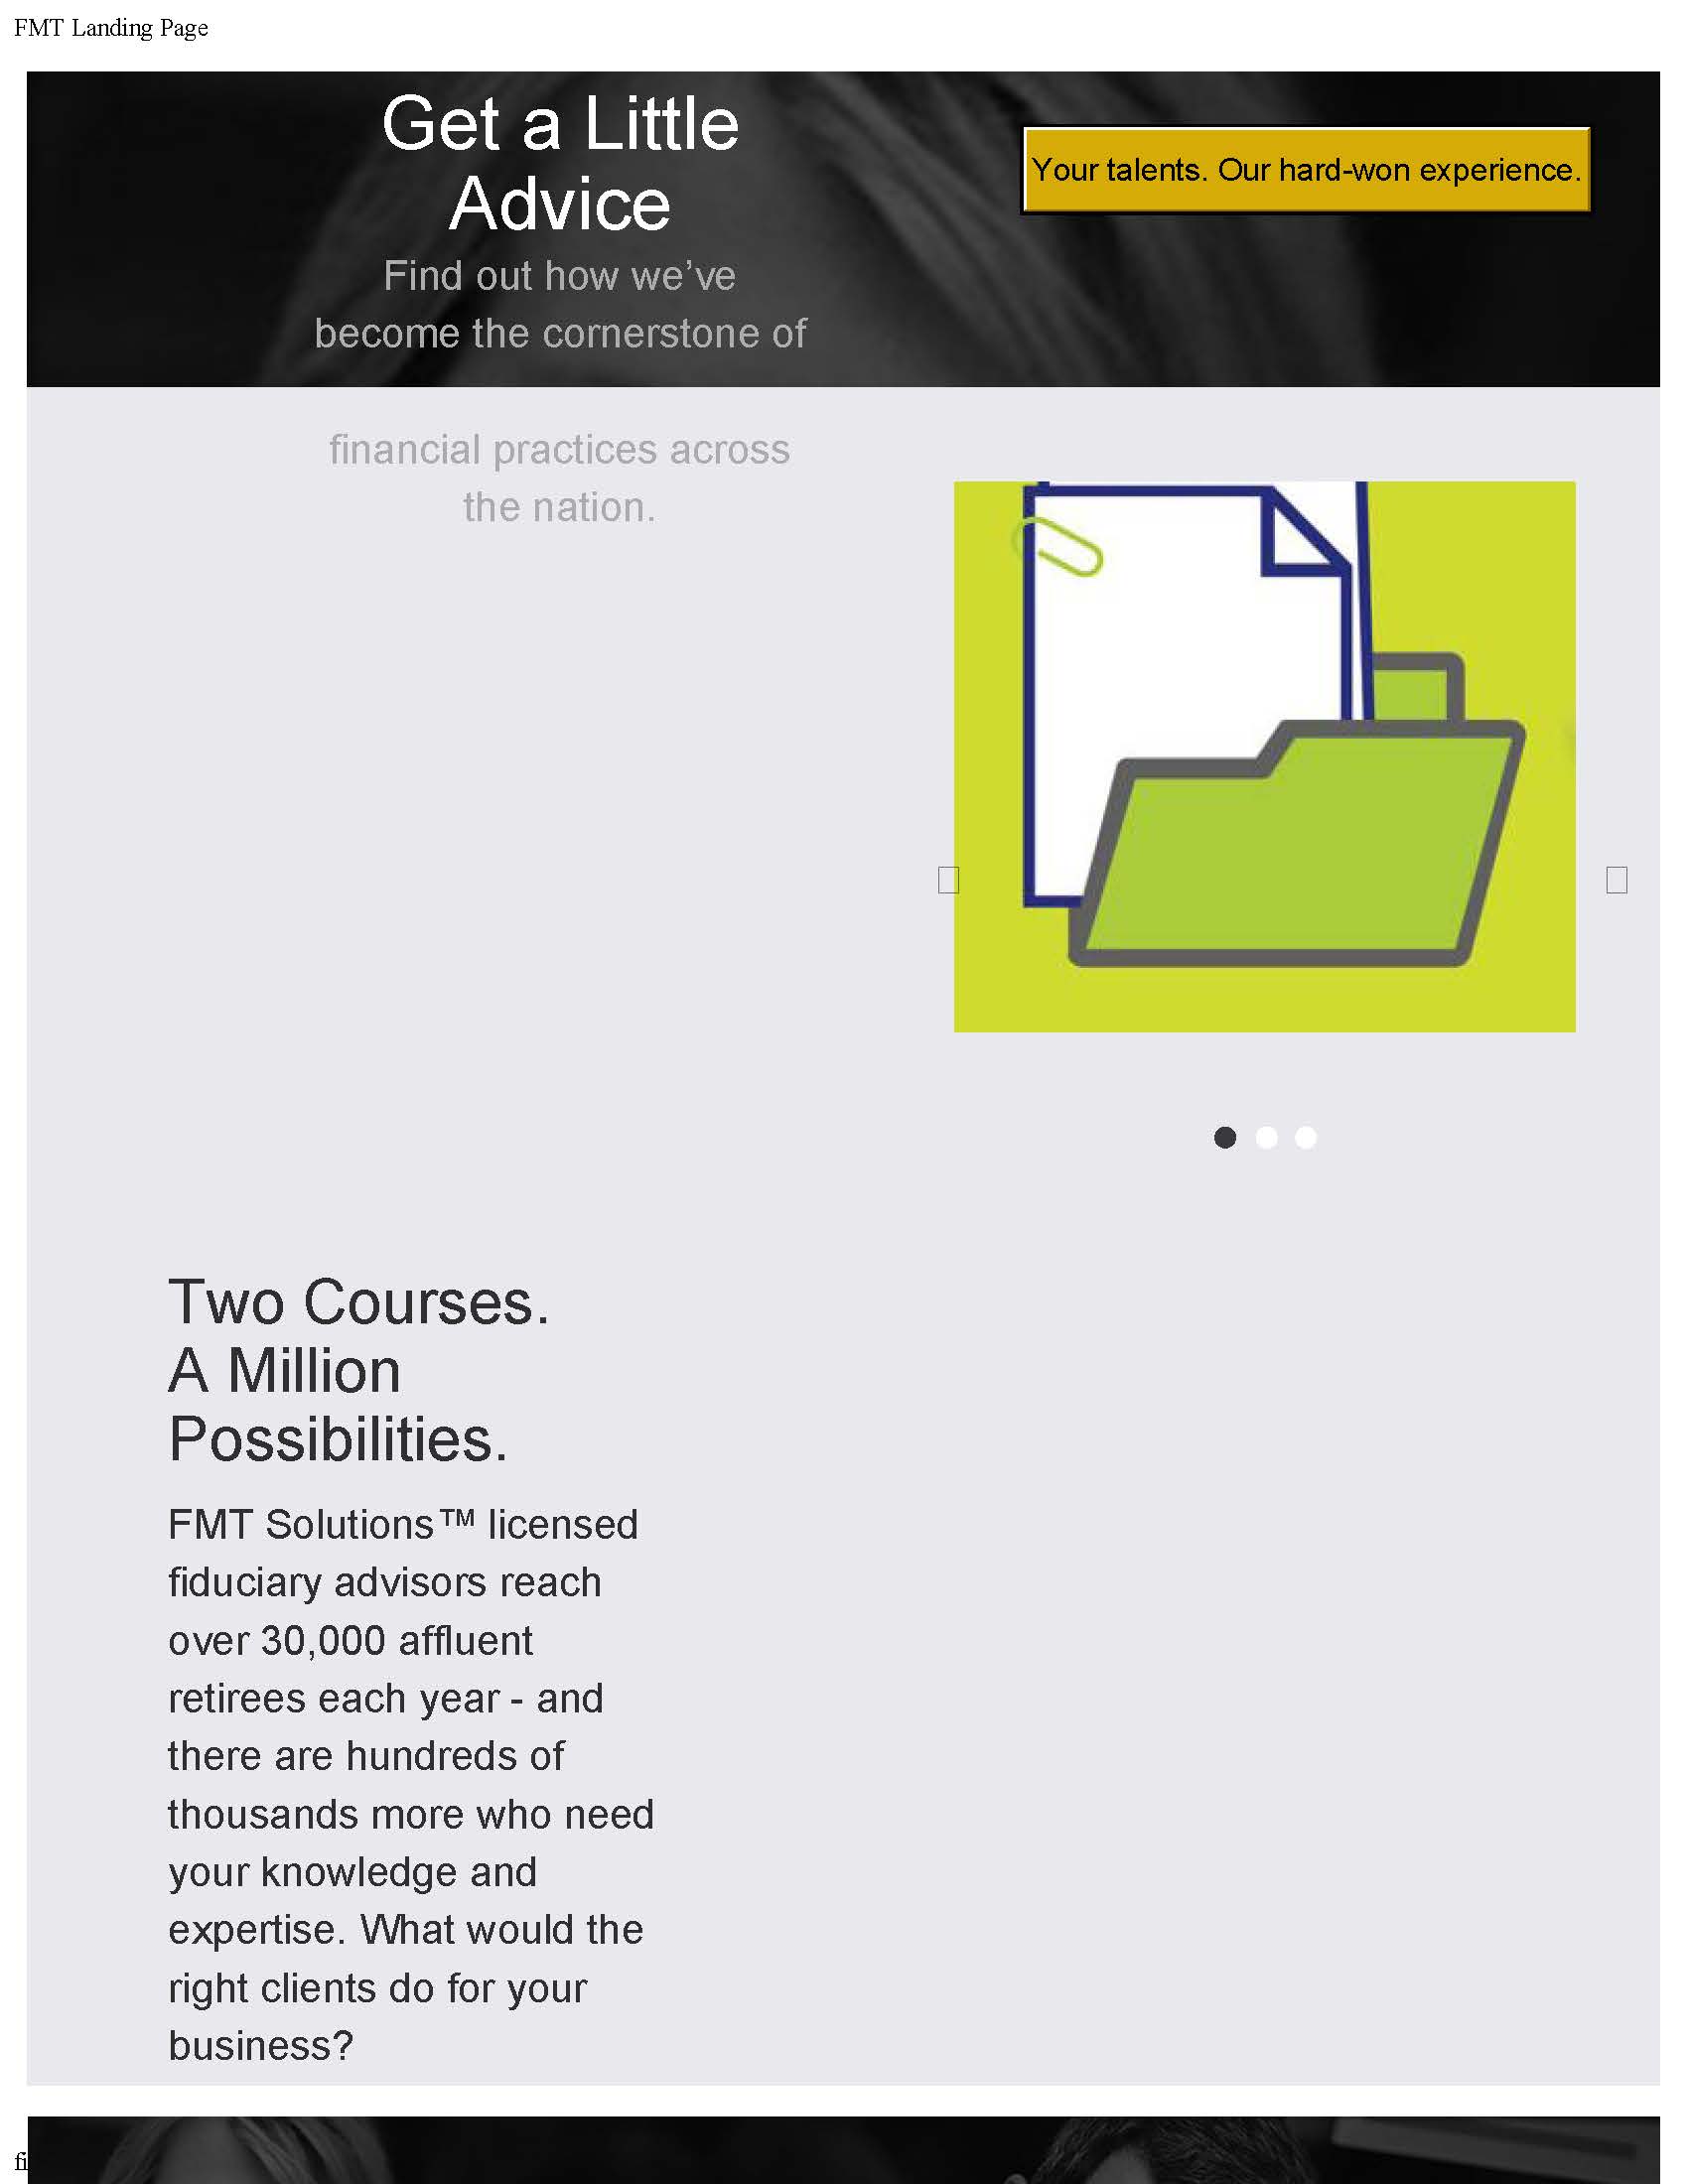 FMT Landing Page
Get a Little
Advice
Find out how we’ve
become the cornerstone of
Your talents. Our hard-won experience.
financial practices across
the nation.
Two Courses.
A Million
Possibilities.
FMT Solutions™ licensed
fiduciary advisors reach
over 30,000 affluent
retirees each year - and
there are hundreds of
thousands more who need
your knowledge and
expertise. What would the
right clients do for your
business?